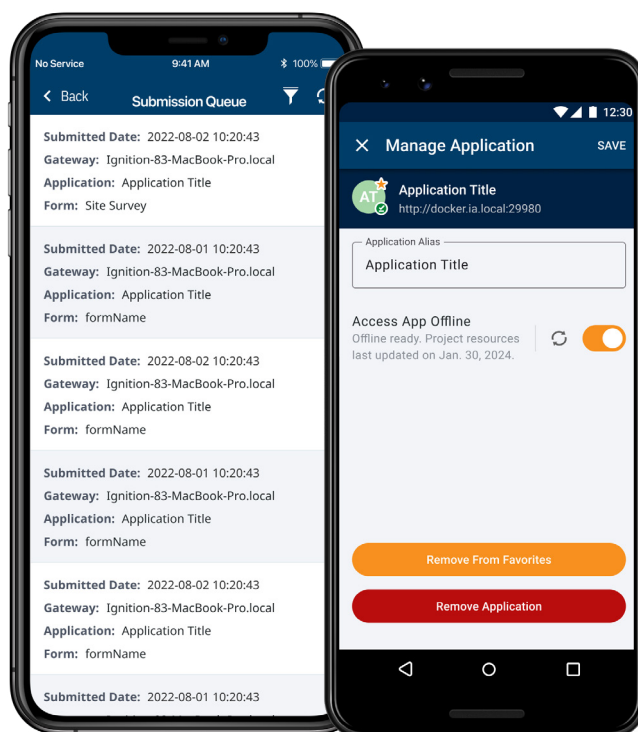 No Service 9:41 AM 100%
Back Submission Queue
Submitted Date: 2022-08-02 10:20:43
Gateway: Ignition-83-MacBook-Pro.local
Application: Application Title
Form: Site Survey
Submitted Date: 2022-08-01 10:20:43
Gateway: Ignition-83-MacBook-Pro.local
Application: Application Title
Form: formName
Submitted Date: 2022-08-02 10:20:43
Gateway: Ignition-83-MacBook-Pro.local
Application: Application Title
Form: formName
Submitted Date: 2022-08-01 10:20:43
Gateway: Ignition-83-MacBook-Pro.local
Application: Application Title
Form: formName
Submitted Date: 2022-08-02 10:20:43
Gateway: Ignition-83-MacBook-Pro.local
Application: Application Title
Form: formName
Submitted Date: 2022-08-01 10:20:43
12:30
Manage Application SAVE
AT
Application Title
http://docker.ia.local:29980
Application Alias
Application Title
Access App Offline
Offline ready. Project resources
last updated on Jan. 30, 2024.
Remove From Favorites
Remove Application